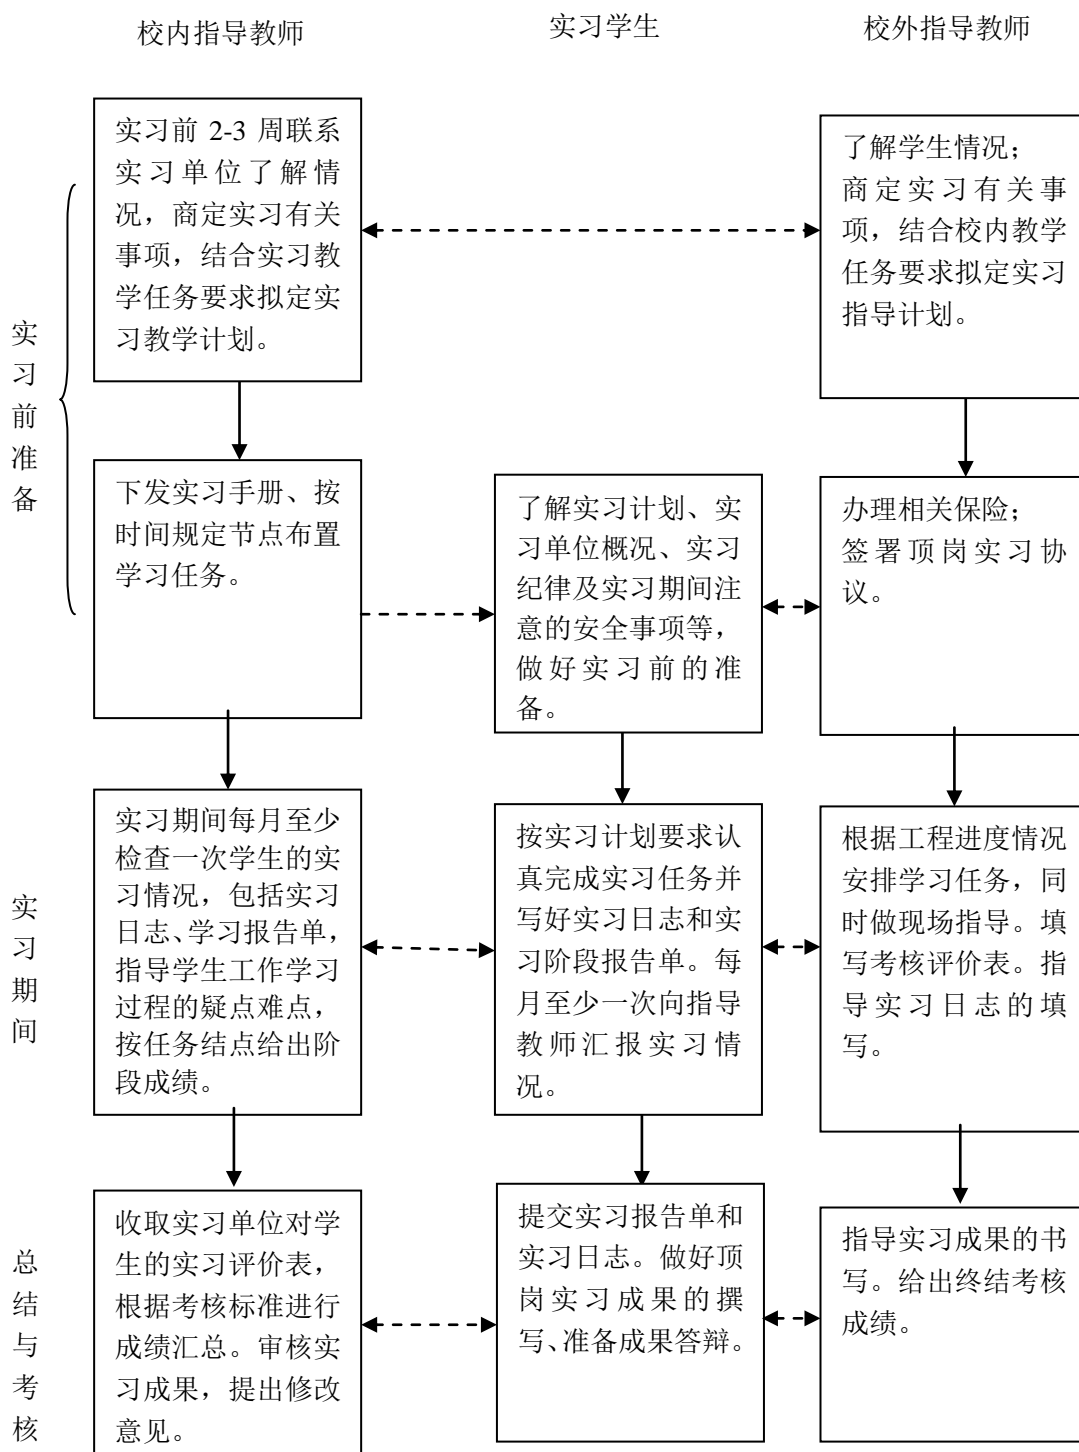 校内指导教师
实习学生
校外指导教师
实习前准备
实习前 2-3 周联系
实习单位了解情
况，商定实习有关
事项，结合实习教
学任务要求拟定实
习教学计划。
了解学生情况；
商定实习有关事
项，结合校内教学
任务要求拟定实习
指导计划。
下发实习手册、按
时间规定节点布置
学习任务。
了解实习计划、实
习单位概况、实习
纪律及实习期间注
意的安全事项等，
做好实习前的准
备。
办理相关保险；
签署顶岗实习协
议。
实习期间
实习期间每月至少
检查一次学生的实
习情况，包括实习
日志、学习报告单，
指导学生工作学习
过程的疑点难点，
按任务结点给出阶
段成绩。
按实习计划要求认
真完成实习任务并
写好实习日志和实
习阶段报告单。每
月至少一次向指导
教师汇报实习情
况。
根据工程进度情况
安排学习任务，同
时做现场指导。填
写考核评价表。指
导实习日志的填
写。
总结与考核
收取实习单位对学
生的实习评价表，
根据考核标准进行
成绩汇总。审核实
习成果，提出修改
意见。
提交实习报告单和
实习日志。做好顶
岗实习成果的撰
写、准备成果答辩。
指导实习成果的书
写。给出终结考核
成绩。